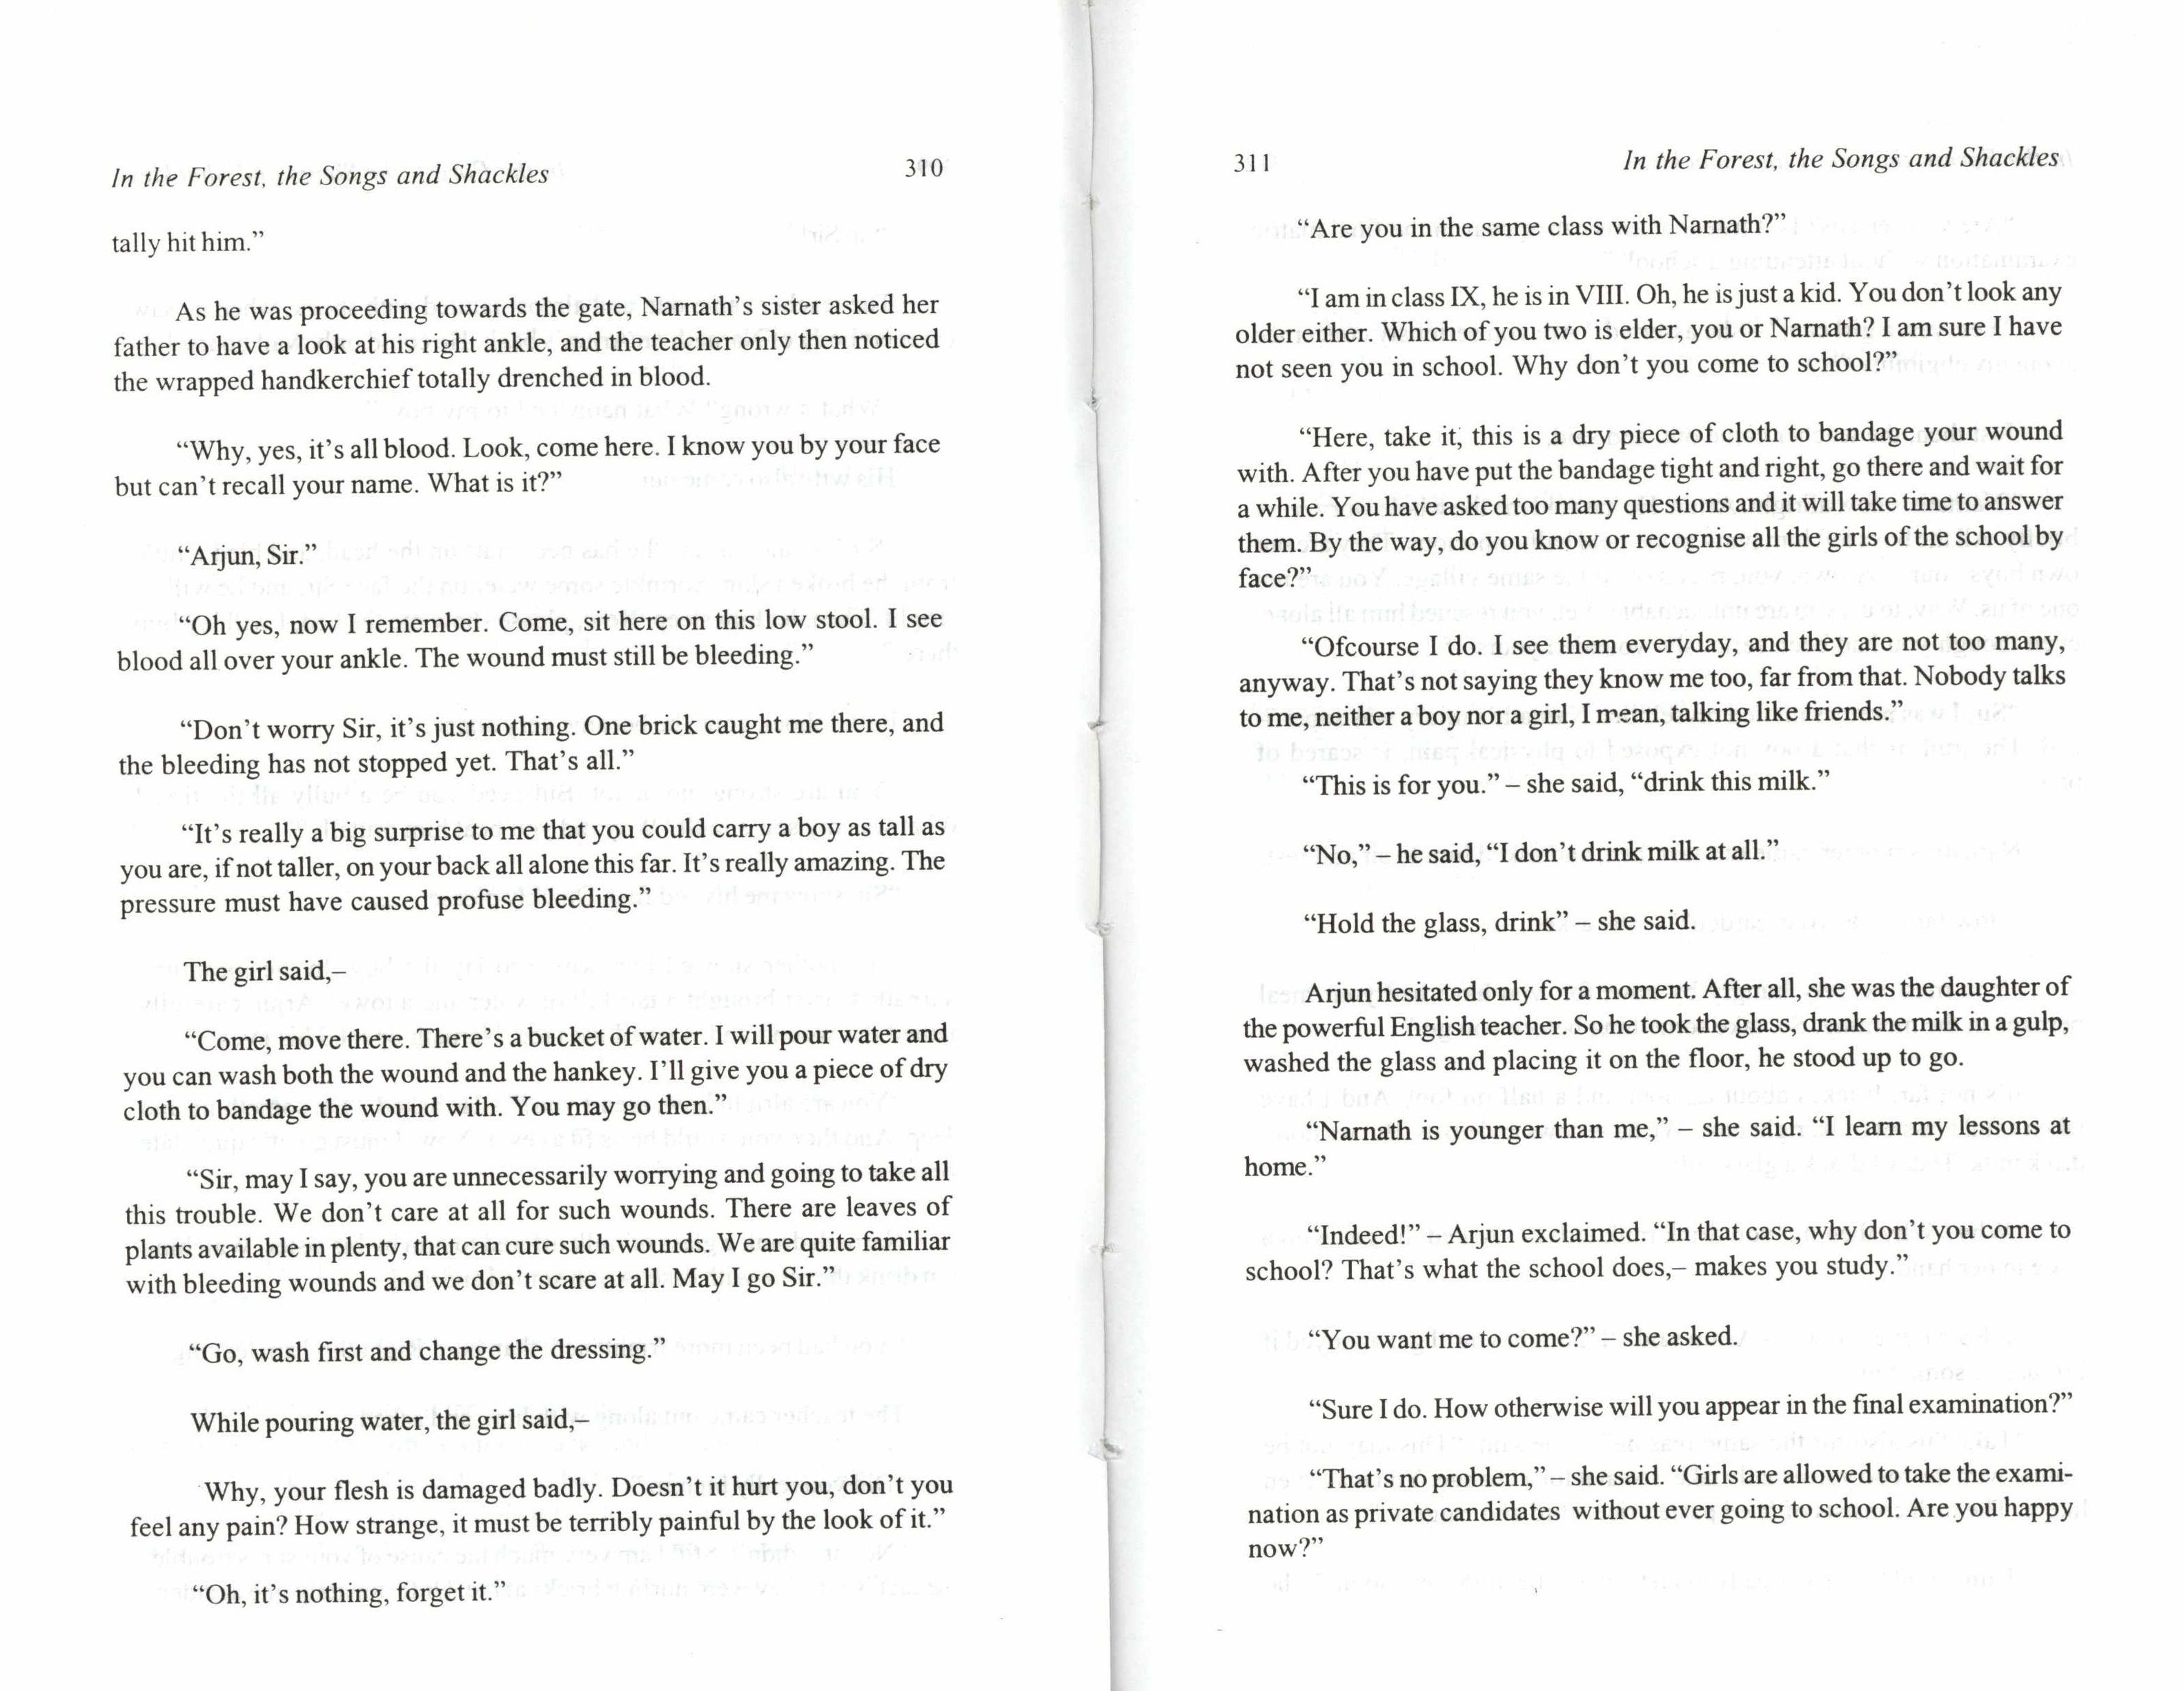 In the Forest, the Songs and Shackles 310
tally hit him.”
As he was proceeding towards the gate, Narnath’s sister asked her
father to have a look at his right ankle, and the teacher only then noticed
the wrapped handkerchief totally drenched in blood.
“Why, yes, it’s all blood. Look, come here. I know you by your face
but can’t recall your name. What is it?”
“Arjun, Sir.”
“Oh yes, now I remember. Come, sit here on this low stool. I see
blood all over your ankle. The wound must still be bleeding.”
“Don’t worry Sir, it’s just nothing. One brick caught me there, and
the bleeding has not stopped yet. That’s all.”
“It’s really a big surprise to me that you could carry a boy as tall as
you are, if not taller, on your back all alone this far. It’s really amazing. The
pressure must have caused profuse bleeding.”
The girl said,–
“Come, move there. There’s a bucket of water. I will pour water and
you can wash both the wound and the hankey. I’ll give you a piece of dry
cloth to bandage the wound with. You may go then.”
“Sir, may I say, you are unnecessarily worrying and going to take all
this trouble. We don’t care at all for such wounds. There are leaves of
plants available in plenty, that can cure such wounds. We are quite familiar
with bleeding wounds and we don’t scare at all. May I go Sir.”
“Go, wash first and change the dressing.”
While pouring water, the girl said,–
Why, your flesh is damaged badly. Doesn’t it hurt you, don’t you
feel any pain? How strange, it must be terribly painful by the look of it.”
“Oh, it’s nothing, forget it.”
311 In the Forest, the Songs and Shackles
“Are you in the same class with Narnath?”
“I am in class IX, he is in VIII. Oh, he is just a kid. You don’t look any
older either. Which of you two is elder, you or Narnath? I am sure I have
not seen you in school. Why don’t you come to school?”
“Here, take it, this is a dry piece of cloth to bandage your wound
with. After you have put the bandage tight and right, go there and wait for
a while. You have asked too many questions and it will take time to answer
them. By the way, do you know or recognise all the girls of the school by
face?”
“Ofcourse I do. I see them everyday, and they are not too many,
anyway. That’s not saying they know me too, far from that. Nobody talks
to me, neither a boy nor a girl, I mean, talking like friends.”
“This is for you.” – she said, “drink this milk.”
“No,” – he said, “I don’t drink milk at all.”
“Hold the glass, drink” – she said.
Arjun hesitated only for a moment. After all, she was the daughter of
the powerful English teacher. So he took the glass, drank the milk in a gulp,
washed the glass and placing it on the floor, he stood up to go.
“Narnath is younger than me,” – she said. “I learn my lessons at
home.”
“Indeed!” – Arjun exclaimed. “In that case, why don’t you come to
school? That’s what the school does,– makes you study.”
“You want me to come?” – she asked.
“Sure I do. How otherwise will you appear in the final examination?”
“That’s no problem,” – she said. “Girls are allowed to take the exami-
nation as private candidates without ever going to school. Are you happy
now?”